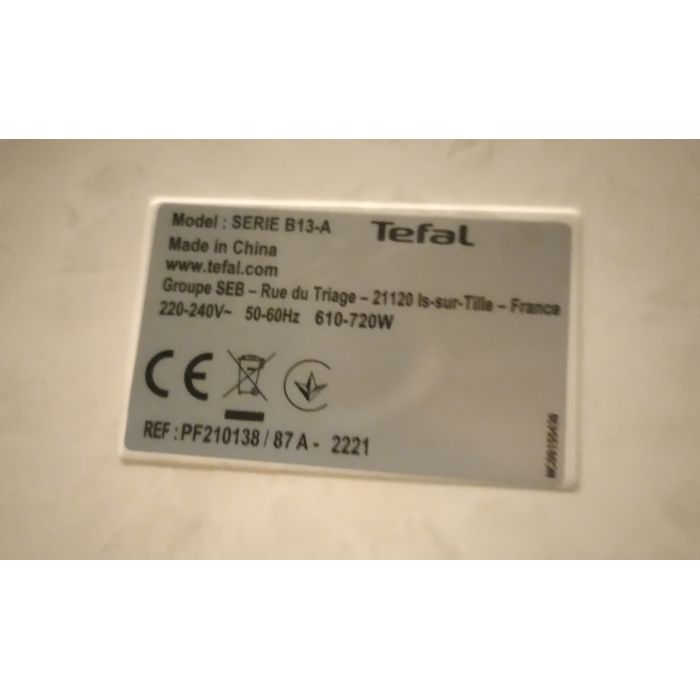 Model : SERIE B13-A
Tefal
Made in China
www.tefal.com
Groupe SEB – Rue du Triage – 21120 Is-sur-Tille – France
220-240V~ 50-60Hz 610-720W
CE
REF : PF210138 / 87 A - 2221